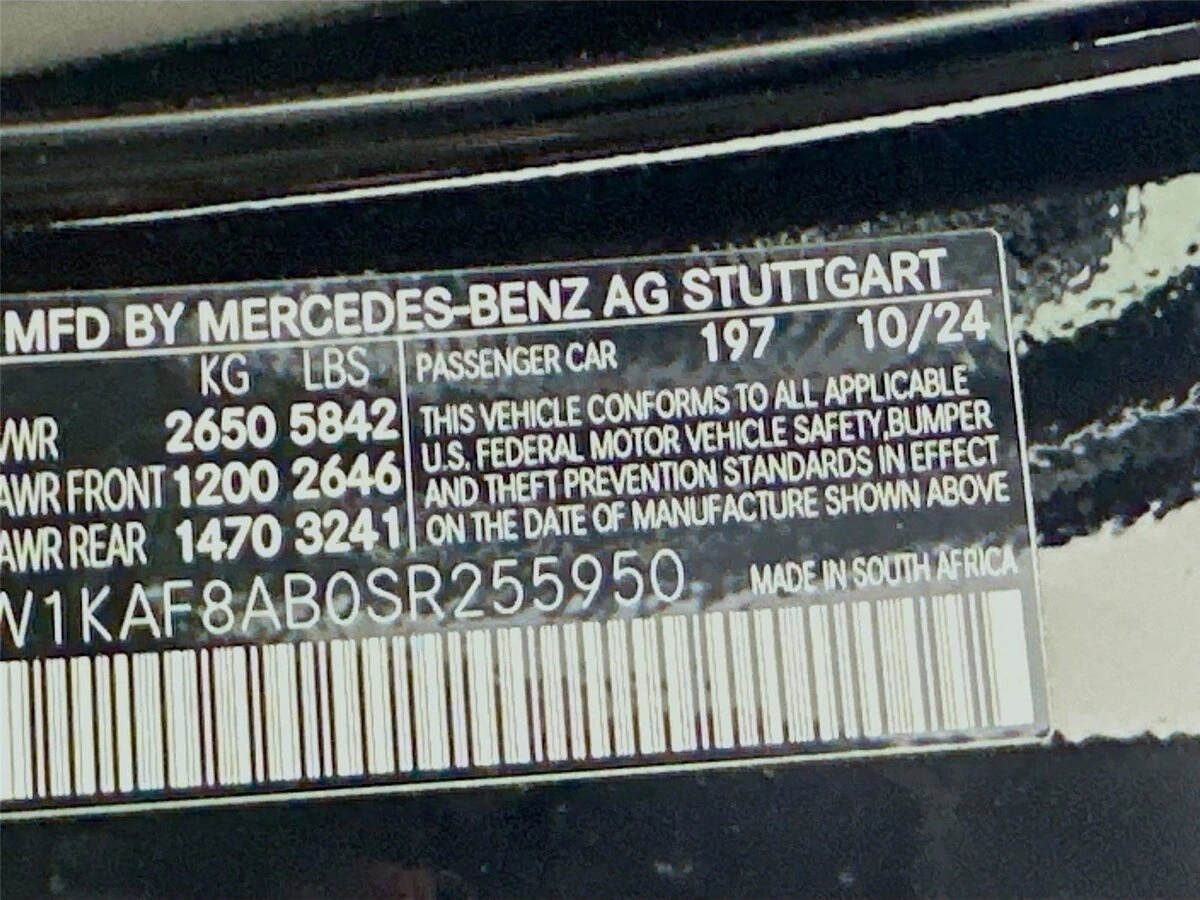 MFD BY MERCEDES-BENZ AG STUTTGART
KG LBS
PASSENGER CAR 197 10/24
VWR 2650 5842
AWR FRONT 1200 2646
AWR REAR 1470 3241
THIS VEHICLE CONFORMS TO ALL APPLICABLE
U.S. FEDERAL MOTOR VEHICLE SAFETY,BUMPER
AND THEFT PREVENTION STANDARDS IN EFFECT
ON THE DATE OF MANUFACTURE SHOWN ABOVE
W1KAF8AB0SR255950
MADE IN SOUTH AFRICA